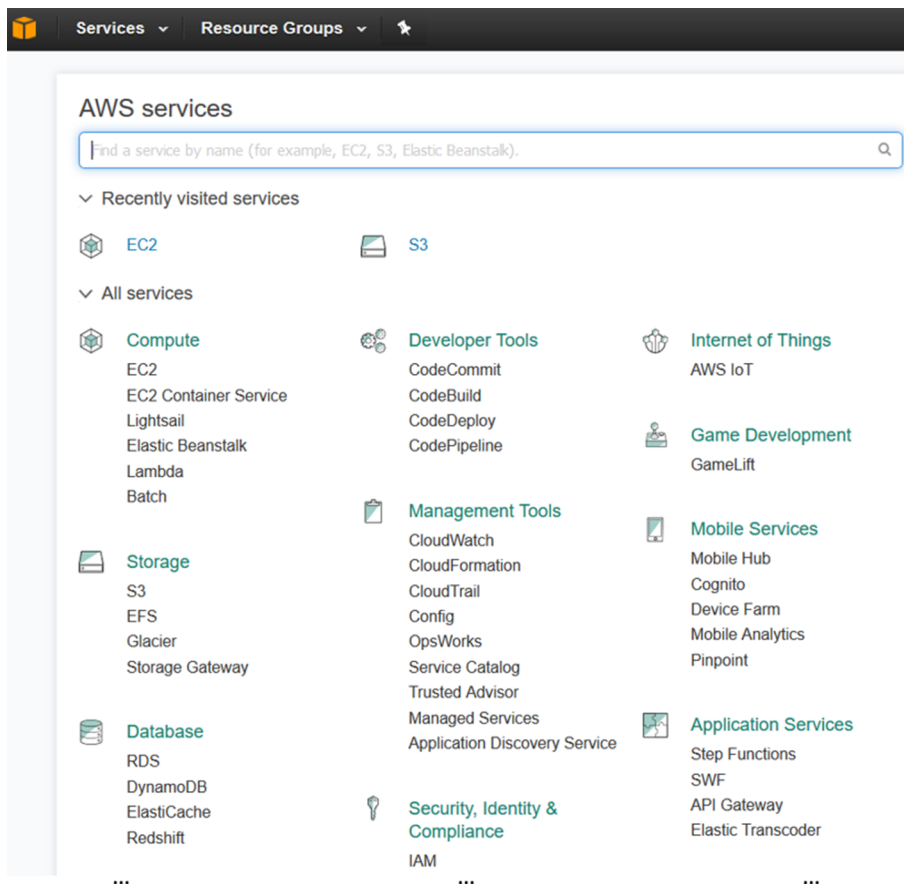 Services
Resource Groups
AWS services
Find a service by name (for example, EC2, S3, Elastic Beanstalk).
Recently visited services
EC2
S3
All services
Compute
EC2
EC2 Container Service
Lightsail
Elastic Beanstalk
Lambda
Batch
Storage
S3
EFS
Glacier
Storage Gateway
Database
RDS
DynamoDB
ElastiCache
Redshift
...
Developer Tools
CodeCommit
CodeBuild
CodeDeploy
CodePipeline
Management Tools
CloudWatch
CloudFormation
CloudTrail
Config
OpsWorks
Service Catalog
Trusted Advisor
Managed Services
Application Discovery Service
Security, Identity &
Compliance
IAM
...
Internet of Things
AWS IoT
Game Development
GameLift
Mobile Services
Mobile Hub
Cognito
Device Farm
Mobile Analytics
Pinpoint
Application Services
Step Functions
SWF
API Gateway
Elastic Transcoder
...